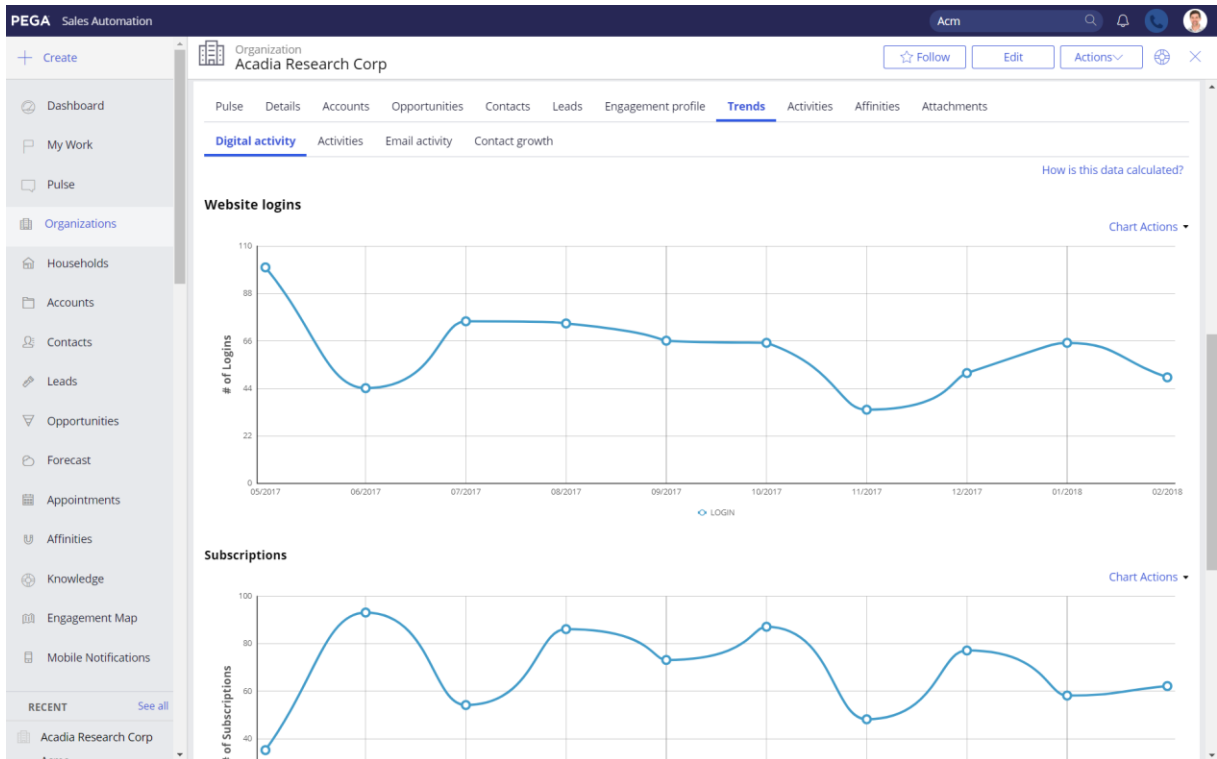 PEGA Sales Automation
Acm
Create
Dashboard
My Work
Pulse
Organizations
Households
Accounts
Contacts
Leads
Opportunities
Forecast
Appointments
Affinities
Knowledge
Engagement Map
Mobile Notifications
RECENT See all
Acadia Research Corp
Organization
Acadia Research Corp
Follow Edit Actions
Pulse Details Accounts Opportunities Contacts Leads Engagement profile Trends Activities Affinities Attachments
Digital activity Activities Email activity Contact growth
How is this data calculated?
Website logins
Chart Actions
# of Logins
110
88
66
44
22
0
05/2017 06/2017 07/2017 08/2017 09/2017 10/2017 11/2017 12/2017 01/2018 02/2018
LOGIN
Subscriptions
Chart Actions
# of Subscriptions
100
80
60
40